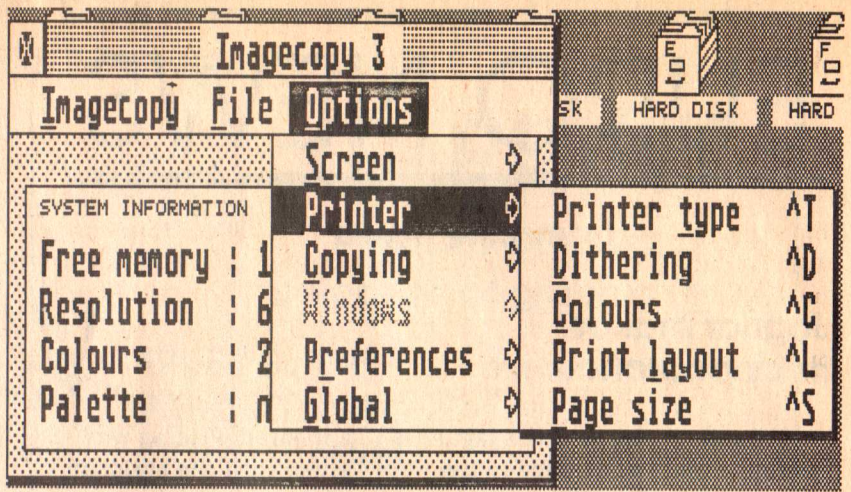 Imagecopy 3
E
F
SK HARD DISK HARD
Imagecopy File Options
Screen
Printer
Copying
Windows
Preferences
Global
Printer type ^T
Dithering ^D
Colours ^C
Print layout ^L
Page size ^S
SYSTEM INFORMATION
Free memory : 1
Resolution : 6
Colours : 2
Palette : n